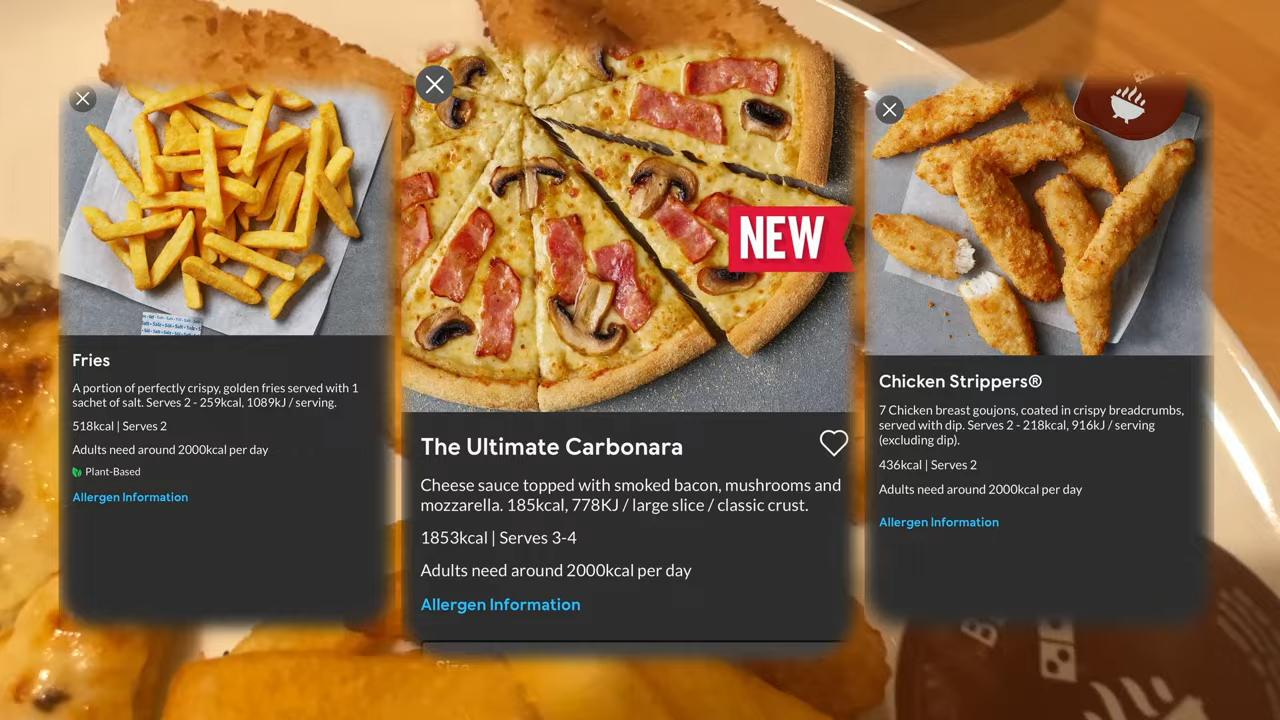 Fries
A portion of perfectly crispy, golden fries served with 1
sachet of salt. Serves 2 - 259kcal, 1089kJ / serving.
518kcal | Serves 2
Adults need around 2000kcal per day
Plant-Based
Allergen Information
NEW
The Ultimate Carbonara
Cheese sauce topped with smoked bacon, mushrooms and
mozzarella. 185kcal, 778KJ / large slice / classic crust.
1853kcal | Serves 3-4
Adults need around 2000kcal per day
Allergen Information
Size
Chicken Strippers®
7 Chicken breast goujons, coated in crispy breadcrumbs,
served with dip. Serves 2 - 218kcal, 916kJ / serving
(excluding dip).
436kcal | Serves 2
Adults need around 2000kcal per day
Allergen Information